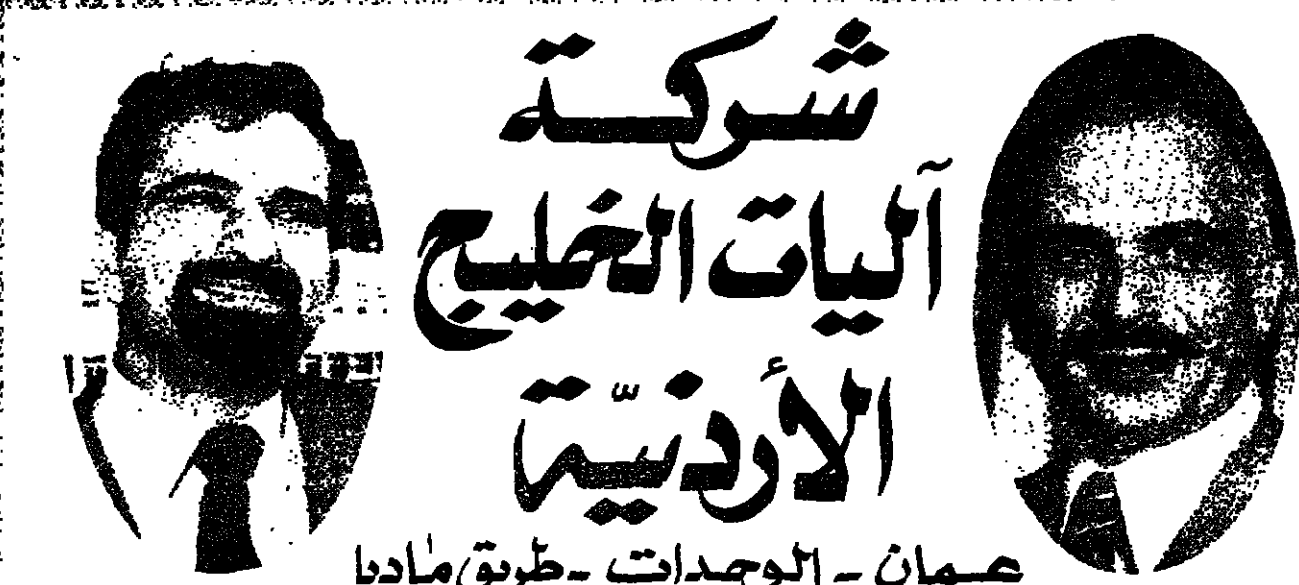 شركة
آليات الخليج
الأردنيّة
عمان - الوحدات - طريق مادبا